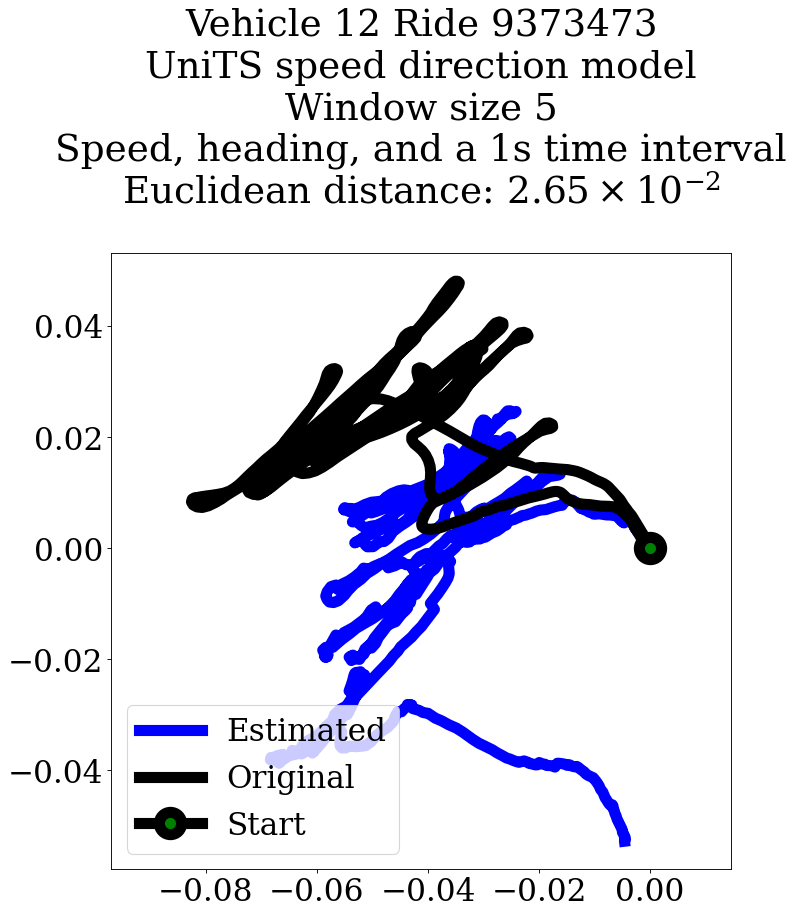 Vehicle 12 Ride 9373473
UniTS speed direction model
Window size 5
Speed, heading, and a 1s time interval
Euclidean distance: 2.65 × 10⁻²
0.04
0.02
0.00
−0.02
−0.04
Estimated
Original
Start
−0.08 −0.06 −0.04 −0.02 0.00